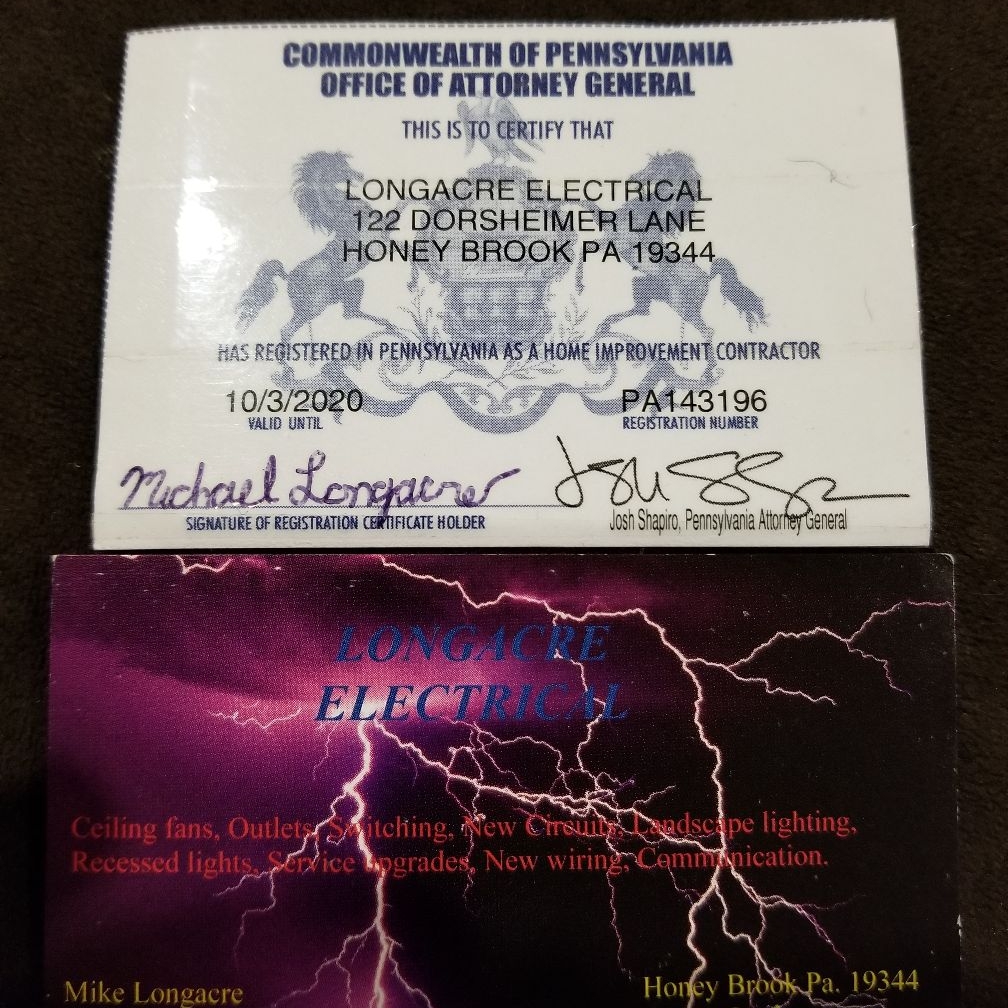 COMMONWEALTH OF PENNSYLVANIA
OFFICE OF ATTORNEY GENERAL
THIS IS TO CERTIFY THAT
LONGACRE ELECTRICAL
122 DORSHEIMER LANE
HONEY BROOK PA 19344
HAS REGISTERED IN PENNSYLVANIA AS A HOME IMPROVEMENT CONTRACTOR
10/3/2020 PA143196
VALID UNTIL REGISTRATION NUMBER
Michael Longacre
SIGNATURE OF REGISTRATION CERTIFICATE HOLDER Josh Shapiro, Pennsylvania Attorney General
LONGACRE
ELECTRICAL
Ceiling fans, Outlets, Switching, New Circuits, Landscape lighting,
Recessed lights, Service upgrades, New wiring, Communication.
Mike Longacre Honey Brook Pa. 19344